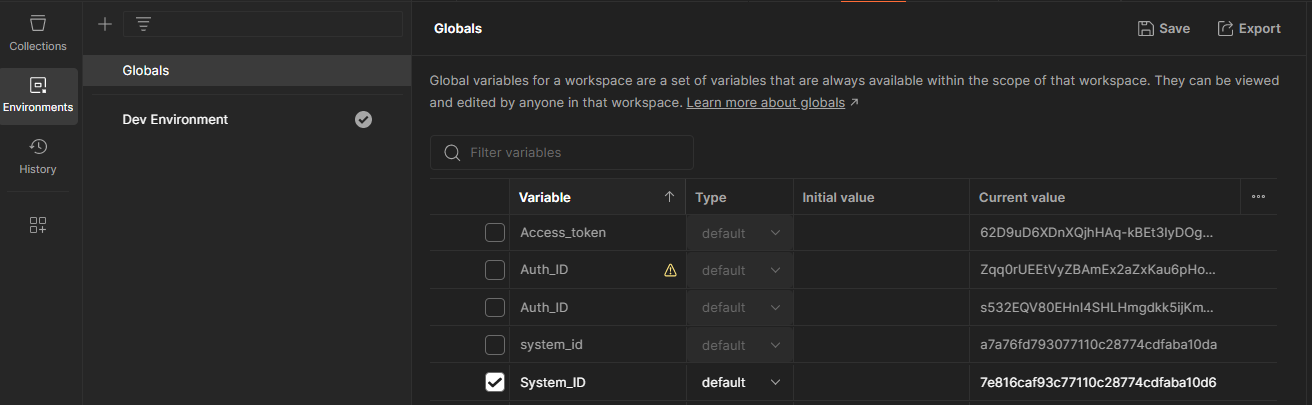 Collections
Environments
History
Globals
Dev Environment
Globals
Save
Export
Global variables for a workspace are a set of variables that are always available within the scope of that workspace. They can be viewed
and edited by anyone in that workspace. Learn more about globals ↗
Filter variables
Variable ↑ Type Initial value Current value
Access_token default 62D9uD6XDnXQjhHAq-kBEt3IyDOg...
Auth_ID default Zqq0rUEEtVyZBAmEx2aZxKau6pHo...
Auth_ID default s532EQV80EHnI4SHLHmgdkk5ijKm...
system_id default a7a76fd793077110c28774cdfaba10da
System_ID default 7e816caf93c77110c28774cdfaba10d6